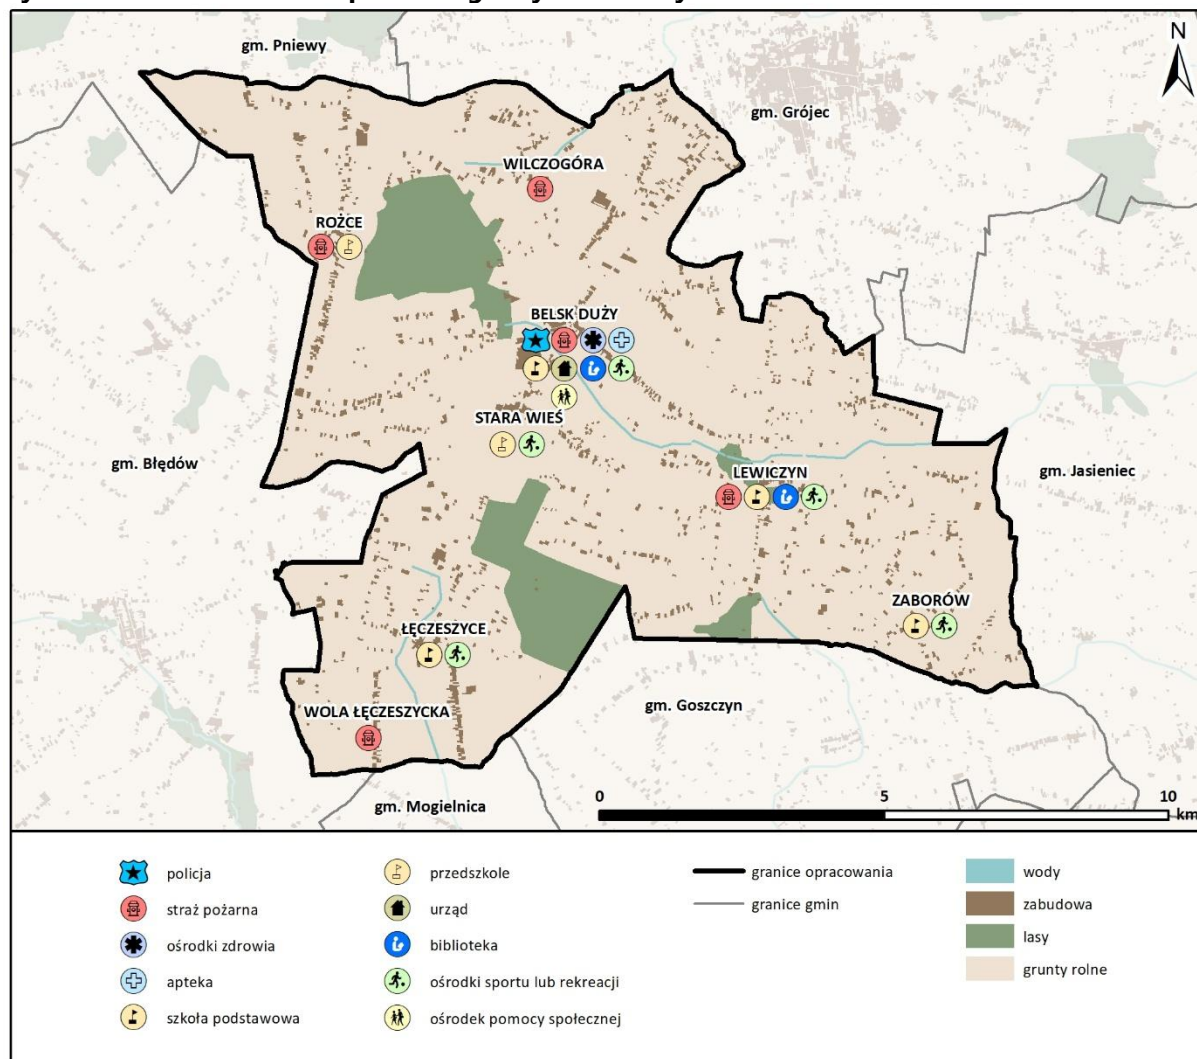 gm. Pniewy
N
gm. Grójec
WILCZOGÓRA
ROŻCE
BELSK DUŻY
STARA WIEŚ
gm. Błędów
LEWICZYN
gm. Jasieniec
ZABORÓW
ŁĘCZESZYCE
gm. Goszczyn
WOLA ŁĘCZESZYCKA
gm. Mogielnica
0 5 10
km
policja
straż pożarna
ośrodki zdrowia
apteka
szkoła podstawowa
przedszkole
urząd
biblioteka
ośrodki sportu lub rekreacji
ośrodek pomocy społecznej
granice opracowania
granice gmin
wody
zabudowa
lasy
grunty rolne